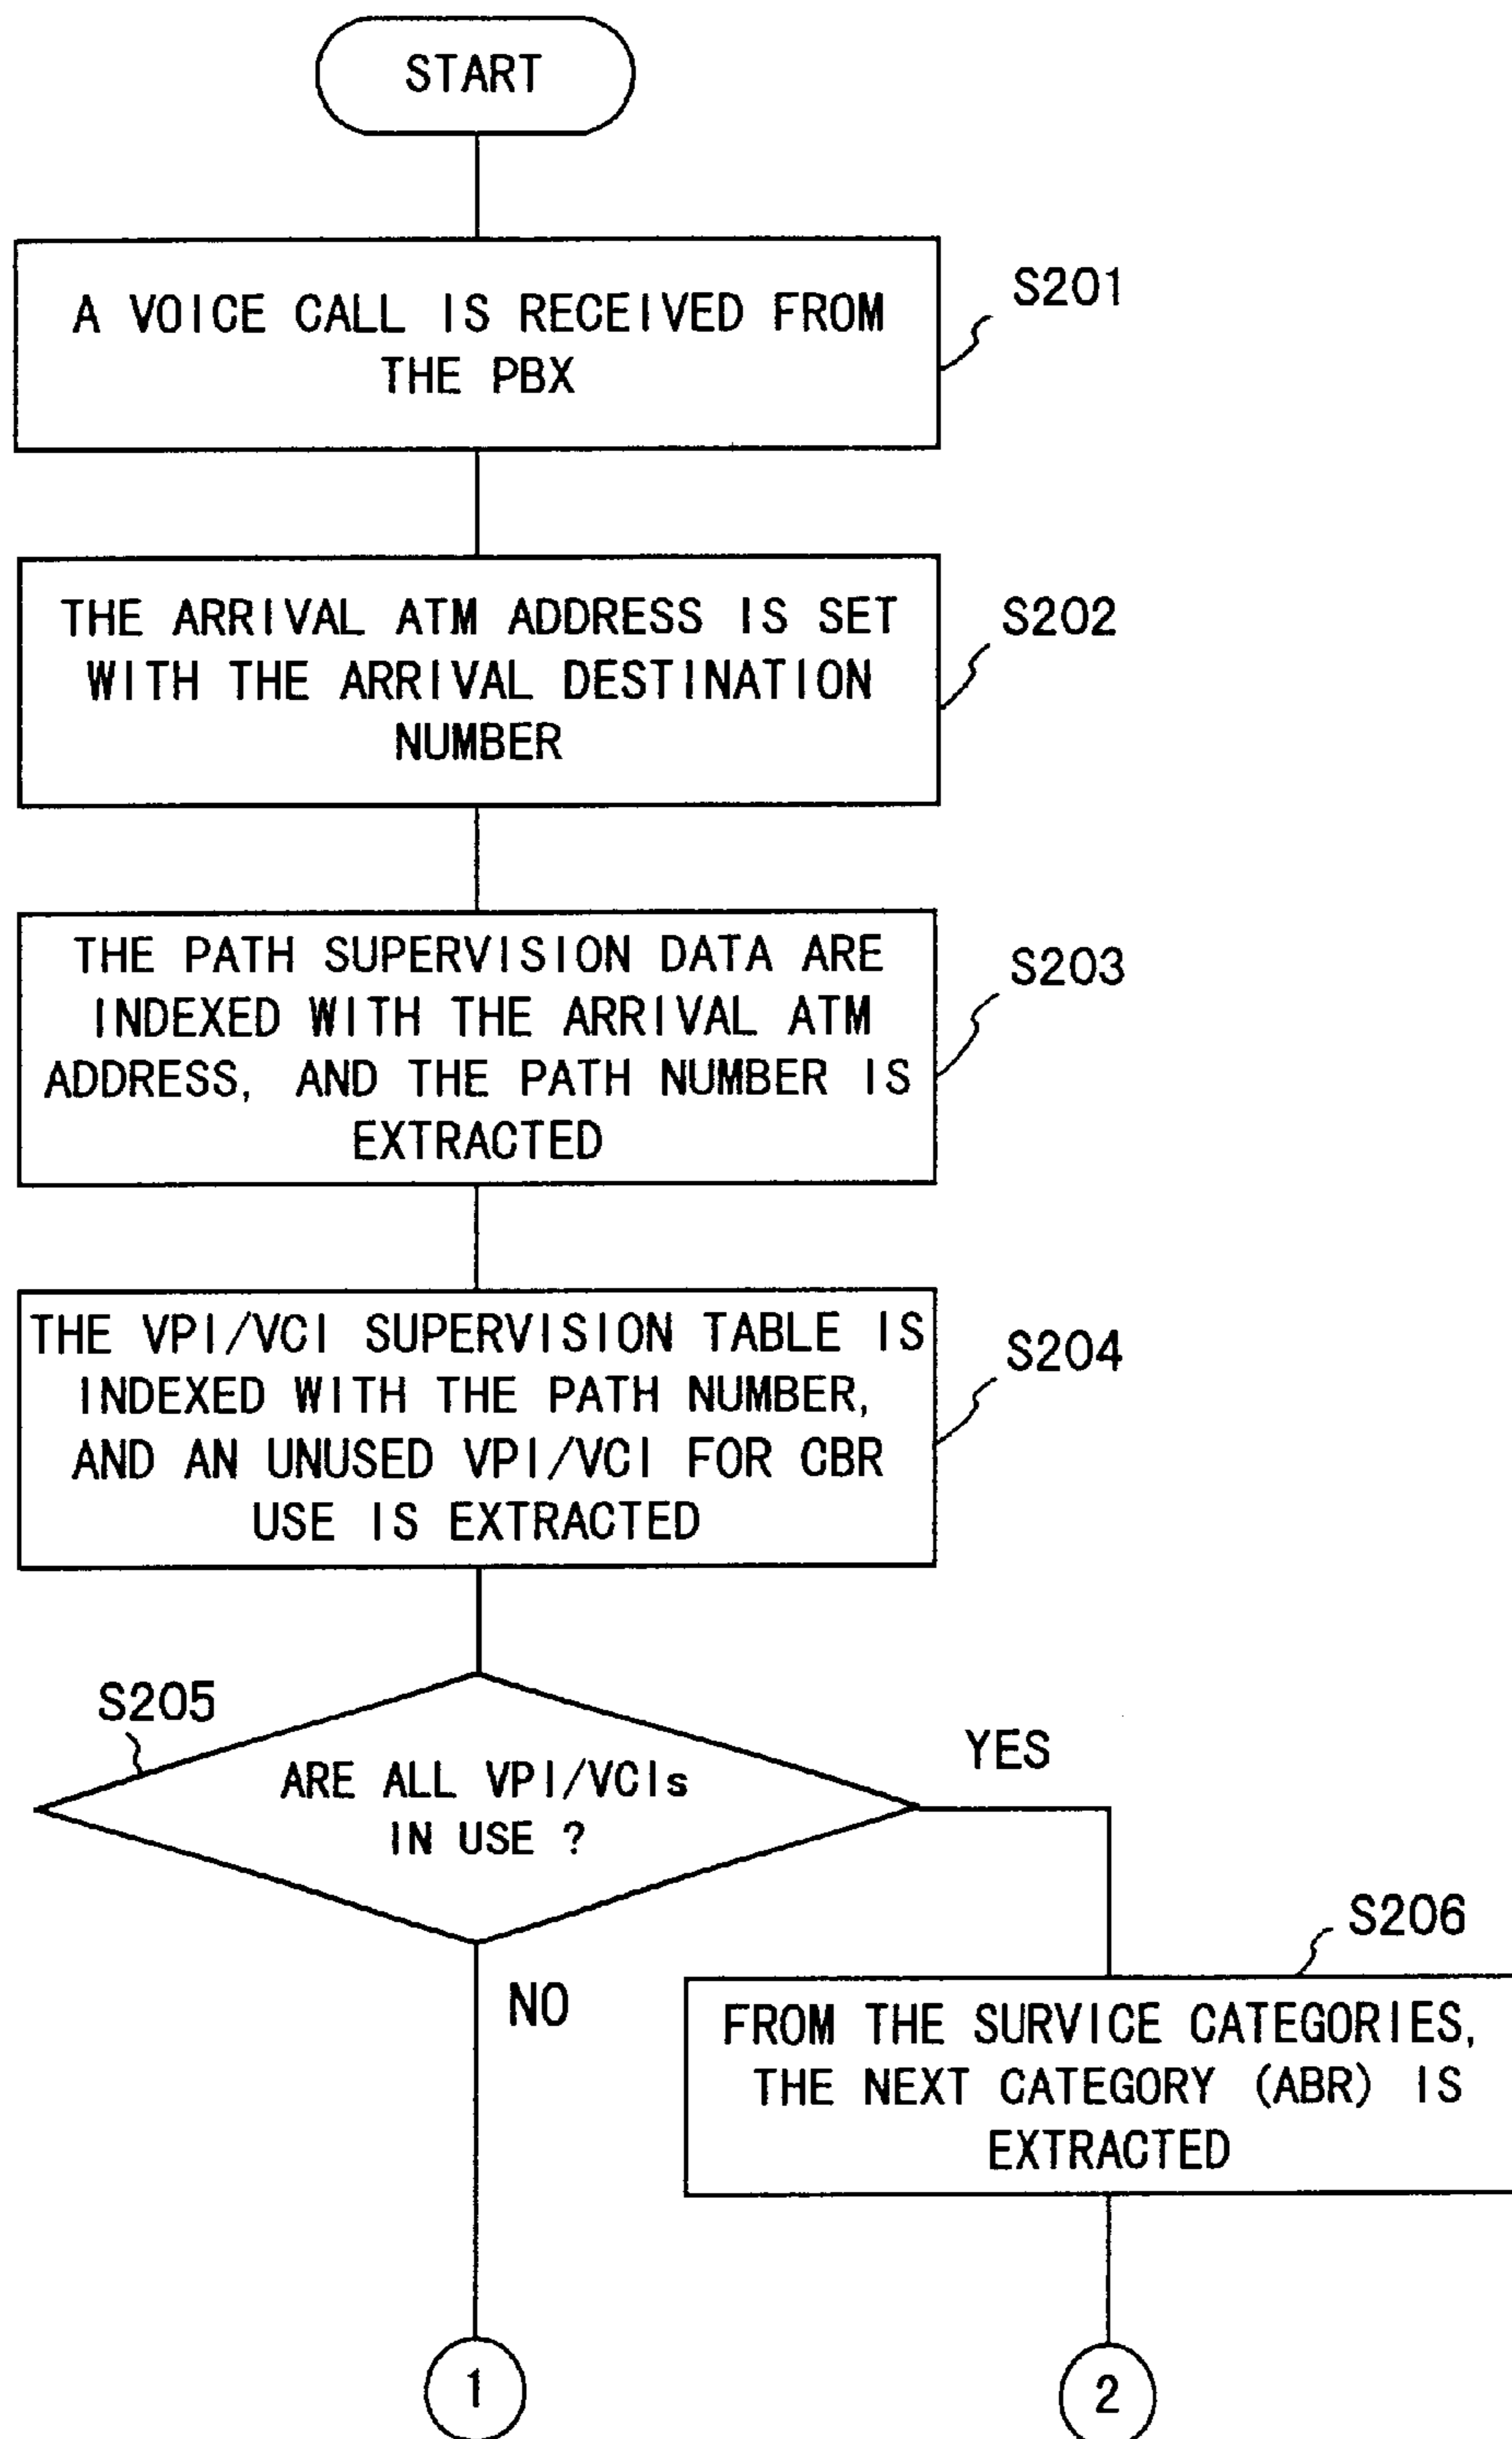 START
A VOICE CALL IS RECEIVED FROM
THE PBX
S201
THE ARRIVAL ATM ADDRESS IS SET
WITH THE ARRIVAL DESTINATION
NUMBER
S202
THE PATH SUPERVISION DATA ARE
INDEXED WITH THE ARRIVAL ATM
ADDRESS, AND THE PATH NUMBER IS
EXTRACTED
S203
THE VPI/VCI SUPERVISION TABLE IS
INDEXED WITH THE PATH NUMBER,
AND AN UNUSED VPI/VCI FOR CBR
USE IS EXTRACTED
S204
S205
ARE ALL VPI/VCIs
IN USE ?
YES
NO
S206
FROM THE SURVICE CATEGORIES,
THE NEXT CATEGORY (ABR) IS
EXTRACTED
1
2